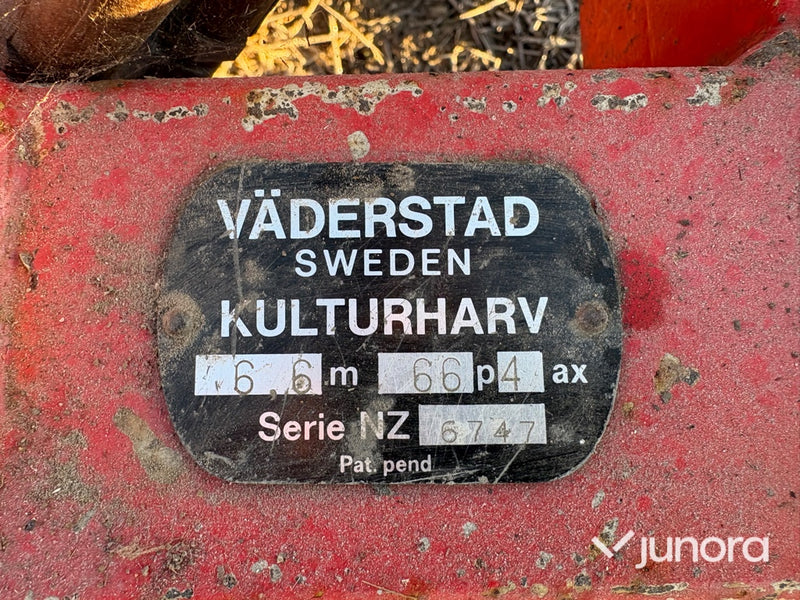 VÄDERSTAD
SWEDEN
KULTURHARV
6,6 m 66 p 4 ax
Serie NZ 6747
Pat. pend
junora